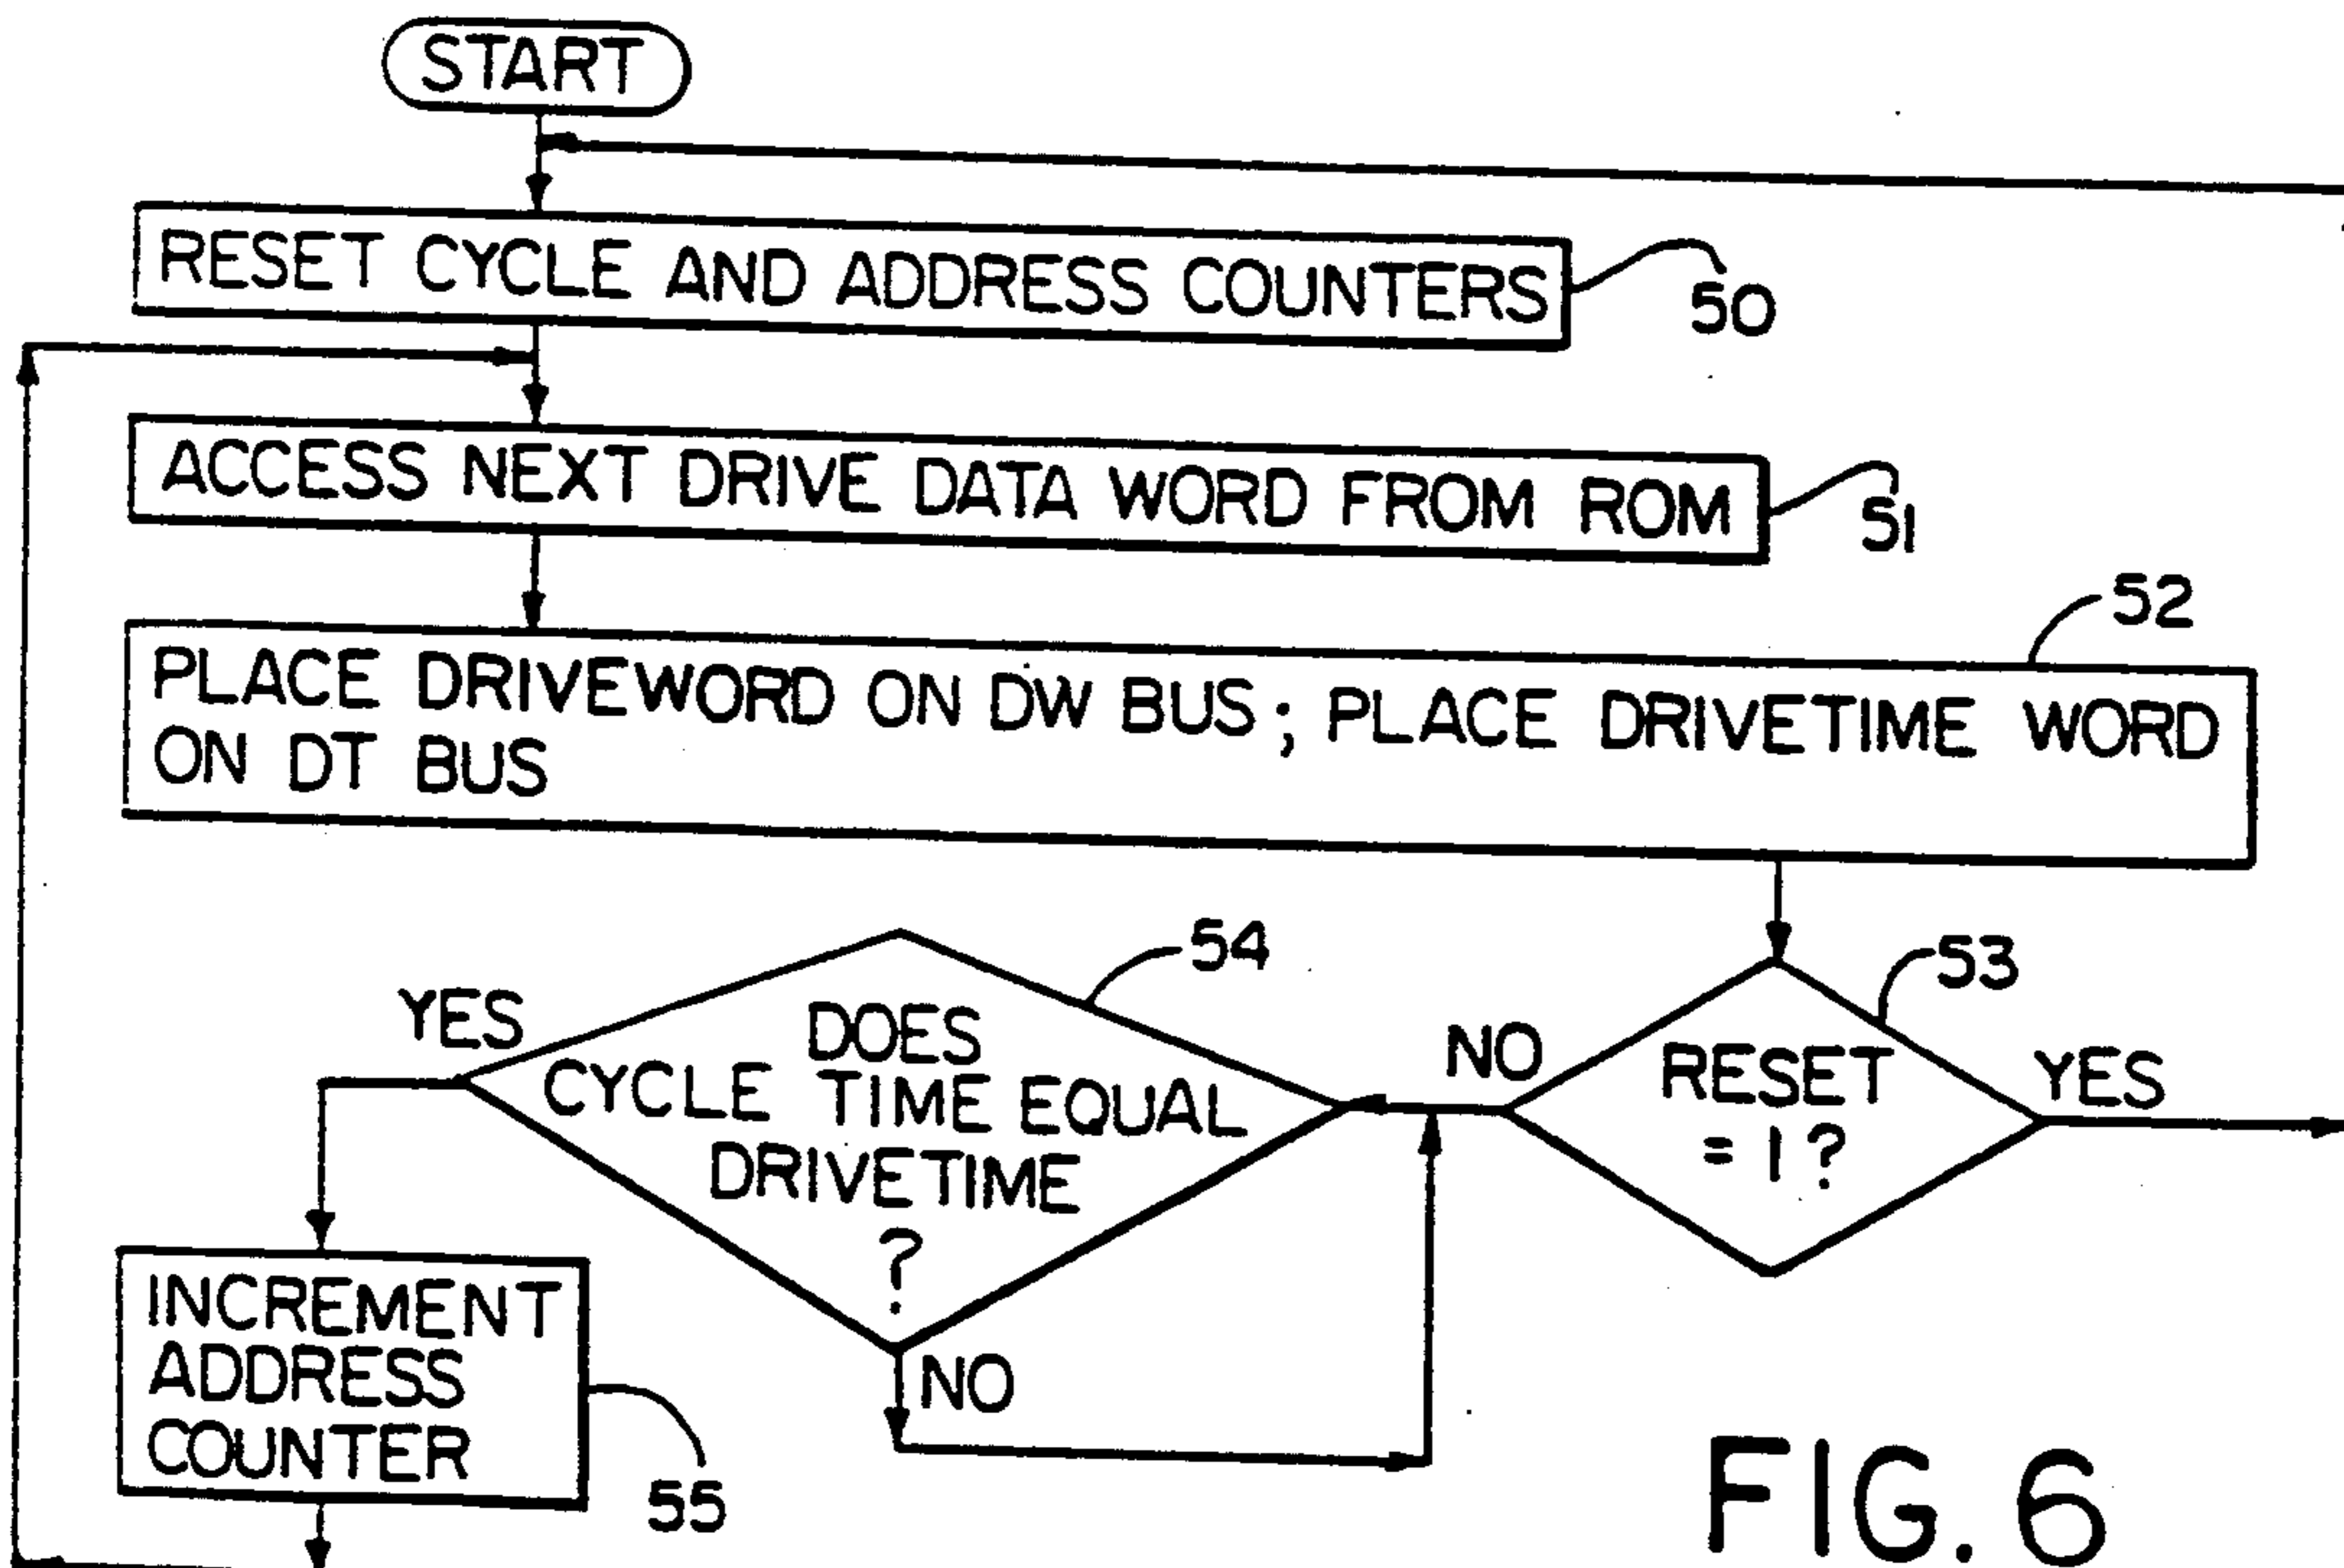 START
RESET CYCLE AND ADDRESS COUNTERS
50
ACCESS NEXT DRIVE DATA WORD FROM ROM
51
52
PLACE DRIVEWORD ON DW BUS; PLACE DRIVETIME WORD
ON DT BUS
54
53
YES
DOES
CYCLE TIME EQUAL
DRIVETIME
?
NO
RESET
= 1 ?
YES
NO
INCREMENT
ADDRESS
COUNTER
55
FIG. 6